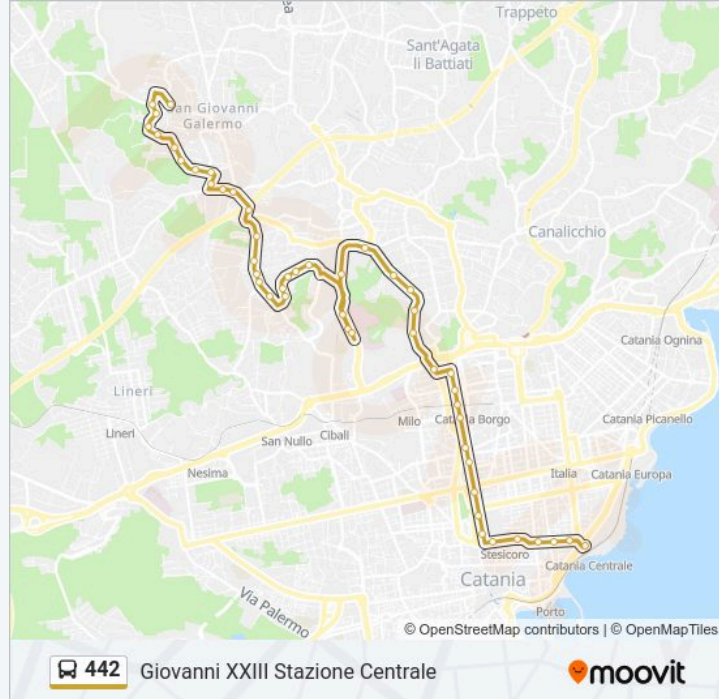 Trappeto
Sant'Agata
li Battiati
San Giovanni
Galermo
Canalicchio
Catania Ognina
Lineri
Catania Picanello
Milo
Catania Borgo
Lineri
San Nullo
Cibali
Nesima
Italia
Catania Europa
Stesicoro
Catania Centrale
Catania
Via Palermo
Porto
© OpenStreetMap contributors | © OpenMapTiles
442
Giovanni XXIII Stazione Centrale
moovit